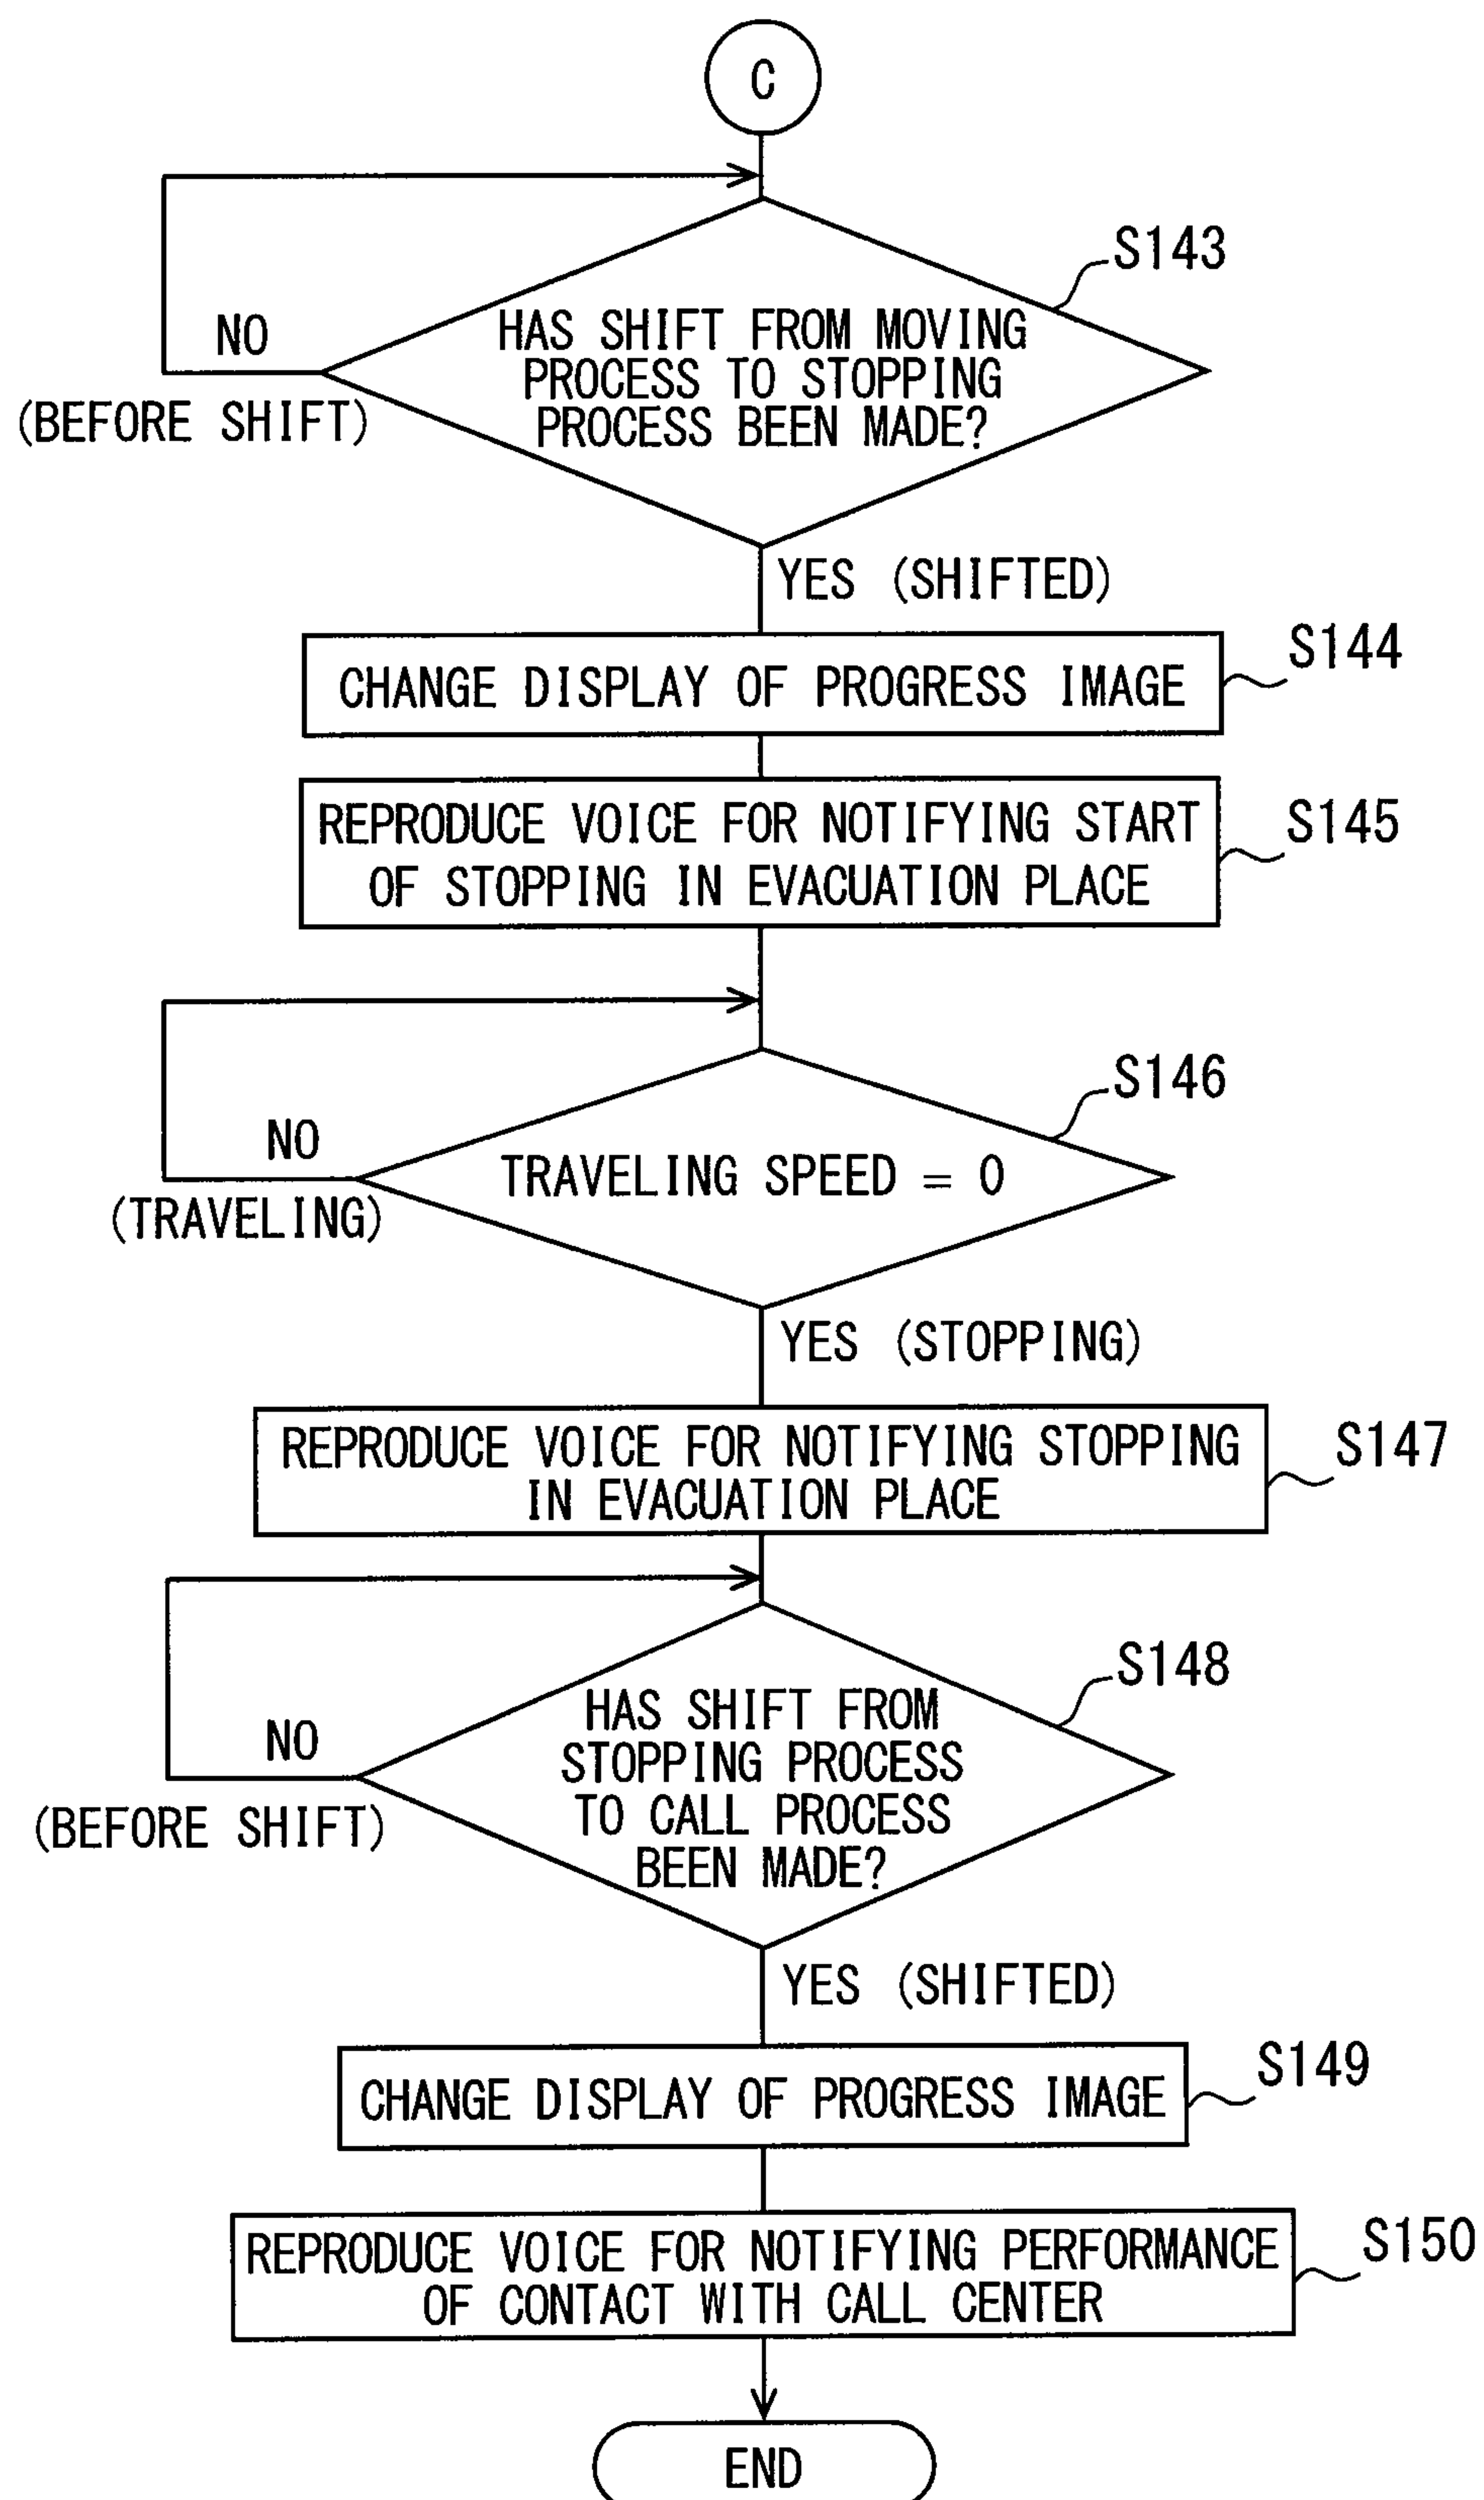 C
S143
HAS SHIFT FROM MOVING
PROCESS TO STOPPING
PROCESS BEEN MADE?
NO
(BEFORE SHIFT)
YES (SHIFTED)
CHANGE DISPLAY OF PROGRESS IMAGE
S144
REPRODUCE VOICE FOR NOTIFYING START
OF STOPPING IN EVACUATION PLACE
S145
S146
TRAVELING SPEED = 0
NO
(TRAVELING)
YES (STOPPING)
REPRODUCE VOICE FOR NOTIFYING STOPPING
IN EVACUATION PLACE
S147
S148
HAS SHIFT FROM
STOPPING PROCESS
TO CALL PROCESS
BEEN MADE?
NO
(BEFORE SHIFT)
YES (SHIFTED)
CHANGE DISPLAY OF PROGRESS IMAGE
S149
REPRODUCE VOICE FOR NOTIFYING PERFORMANCE
OF CONTACT WITH CALL CENTER
S150
END